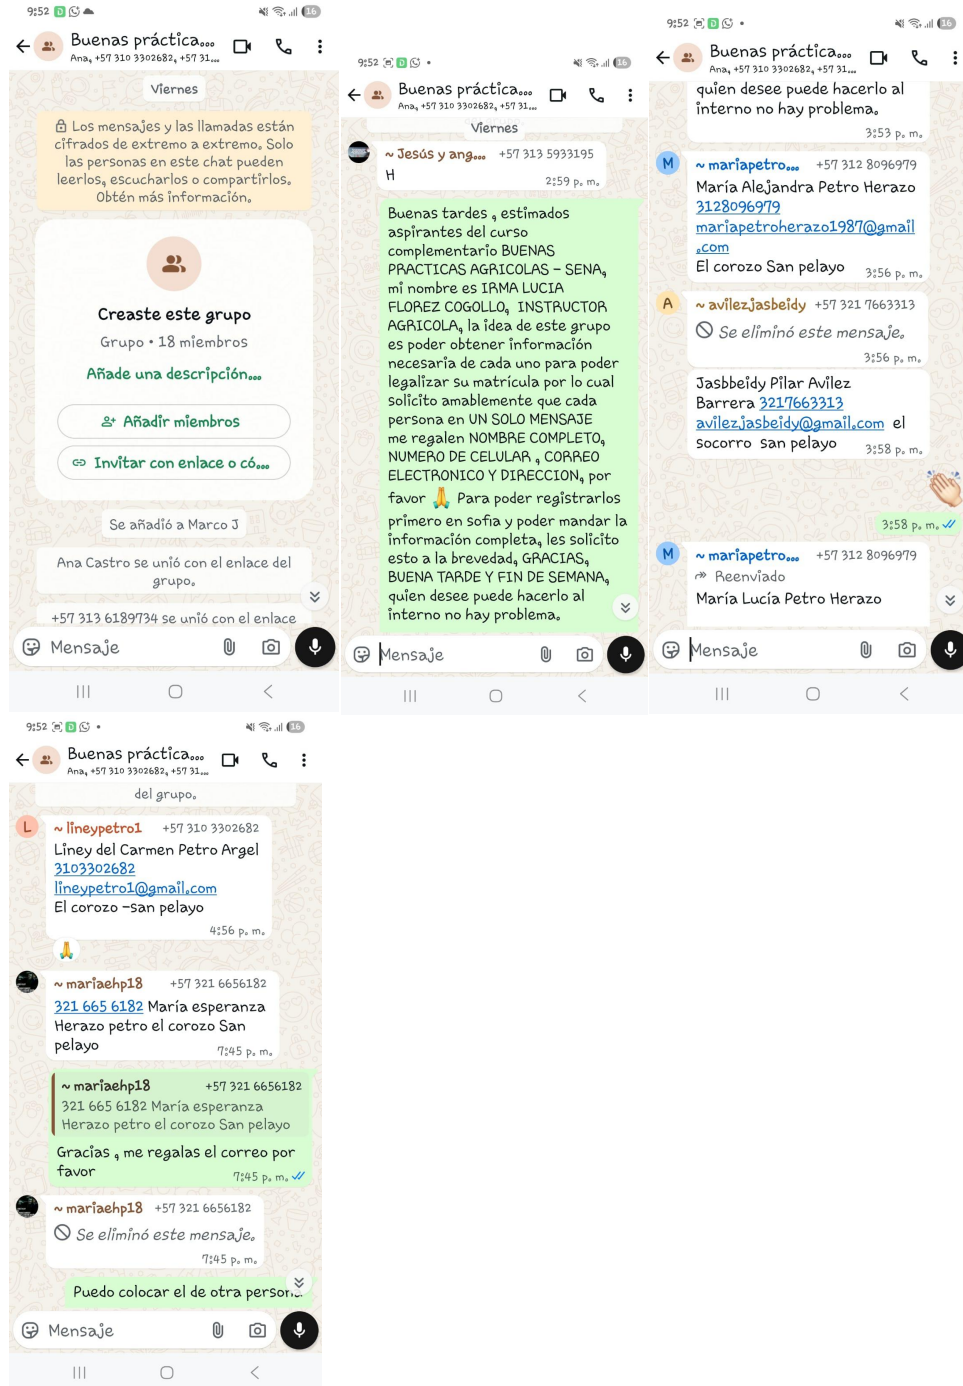 9:52
16
Buenas práctica...
Ana, +57 310 3302682, +57 31...
Viernes
Los mensajes y las llamadas están
cifrados de extremo a extremo. Solo
las personas en este chat pueden
leerlos, escucharlos o compartirlos.
Obtén más información.
Creaste este grupo
Grupo • 18 miembros
Añade una descripción...
Añadir miembros
Invitar con enlace o có...
Se añadió a Marco J
Ana Castro se unió con el enlace del
grupo.
+57 313 6189734 se unió con el enlace
Mensaje
9:52
16
Buenas práctica...
Ana, +57 310 3302682, +57 31...
Viernes
~ Jesús y ang... +57 313 5933195
H
2:59 p. m.
Buenas tardes , estimados
aspirantes del curso
complementario BUENAS
PRACTICAS AGRICOLAS - SENA,
mi nombre es IRMA LUCIA
FLOREZ COGOLLO, INSTRUCTOR
AGRICOLA, la idea de este grupo
es poder obtener información
necesaria de cada uno para poder
legalizar su matrícula por lo cual
solicito amablemente que cada
persona en UN SOLO MENSAJE
me regalen NOMBRE COMPLETO,
NUMERO DE CELULAR , CORREO
ELECTRONICO Y DIRECCION, por
favor 🙏 Para poder registrarlos
primero en sofia y poder mandar la
información completa, les solicito
esto a la brevedad, GRACIAS,
BUENA TARDE Y FIN DE SEMANA,
quien desee puede hacerlo al
interno no hay problema.
Mensaje
9:52
16
Buenas práctica...
Ana, +57 310 3302682, +57 31...
quien desee puede hacerlo al
interno no hay problema.
3:53 p. m.
M
~ mariapetro... +57 312 8096979
María Alejandra Petro Herazo
3128096979
mariapetroherazo1987@gmail
.com
El corozo San pelayo
3:56 p. m.
A
~ avilezjasbeidy +57 321 7663313
Se eliminó este mensaje.
3:56 p. m.
Jasbbeidy Pilar Avilez
Barrera 3217663313
avilezjasbeidy@gmail.com el
socorro san pelayo
3:58 p. m.
👏
3:58 p. m.
M
~ mariapetro... +57 312 8096979
Reenviado
María Lucía Petro Herazo
Mensaje
9:52
16
Buenas práctica...
Ana, +57 310 3302682, +57 31...
del grupo.
L
~ lineypetro1 +57 310 3302682
Liney del Carmen Petro Argel
3103302682
lineypetro1@gmail.com
El corozo -san pelayo
4:56 p. m.
🙏
~ mariaehp18 +57 321 6656182
321 665 6182 María esperanza
Herazo petro el corozo San
pelayo
7:45 p. m.
~ mariaehp18 +57 321 6656182
321 665 6182 María esperanza
Herazo petro el corozo San pelayo
Gracias , me regalas el correo por
favor
7:45 p. m.
~ mariaehp18 +57 321 6656182
Se eliminó este mensaje.
7:45 p. m.
Puedo colocar el de otra persona
Mensaje